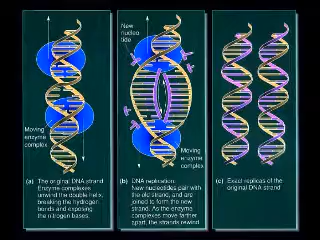 New
nucleo
tide
Moving
enzyme
complex
Moving
enzyme
complex
(a) The original DNA strand
Enzyme complexes
unwind the double helix,
breaking the hydrogen
bonds and exposing
the nitrogen bases.
(b) DNA replication:
New nucleotides pair with
the old strand, and are
joined to form the new
strand. As the enzyme
complexes move farther
apart, the strands rewind
(c) Exact replicas of the
original DNA strand